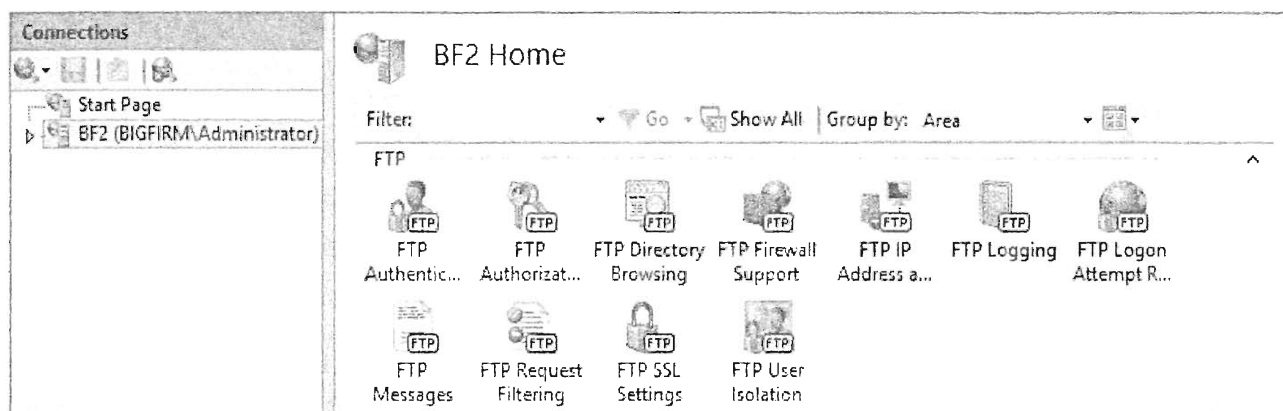 Connections
BF2 Home
Start Page
BF2 (BIGFIRM\Administrator)
Filter: Go Show All Group by: Area
FTP
FTP FTP FTP FTP FTP FTP FTP
FTP Authentic...
FTP Authorizat...
FTP Directory Browsing
FTP Firewall Support
FTP IP Address a...
FTP Logging
FTP Logon Attempt R...
FTP FTP FTP FTP
FTP Messages
FTP Request Filtering
FTP SSL Settings
FTP User Isolation